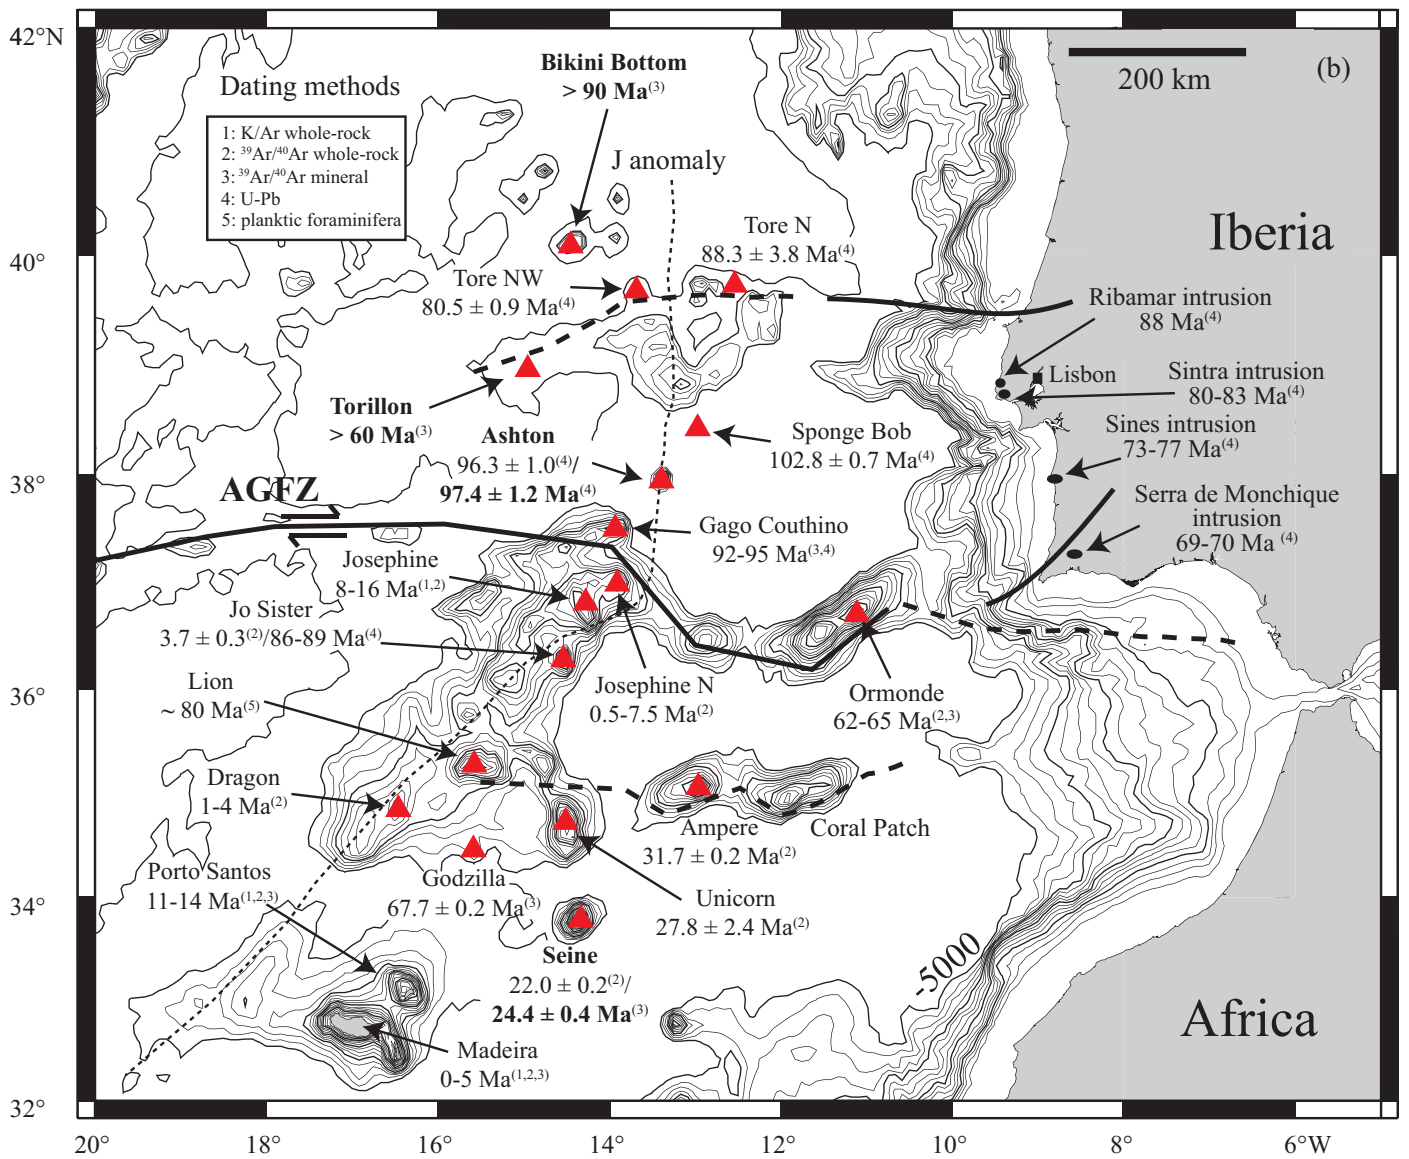 42°N
40°
38°
36°
34°
32°
20°
18°
16°
14°
12°
10°
8°
6°W
(b)
200 km
Dating methods
1: K/Ar whole-rock
2: ³⁹Ar/⁴⁰Ar whole-rock
3: ³⁹Ar/⁴⁰Ar mineral
4: U-Pb
5: planktic foraminifera
Bikini Bottom
> 90 Ma⁽³⁾
J anomaly
Tore N
88.3 ± 3.8 Ma⁽⁴⁾
Tore NW
80.5 ± 0.9 Ma⁽⁴⁾
Iberia
Ribamar intrusion
88 Ma⁽⁴⁾
Lisbon
Sintra intrusion
80-83 Ma⁽⁴⁾
Torillon
> 60 Ma⁽³⁾
Ashton
96.3 ± 1.0⁽⁴⁾/
97.4 ± 1.2 Ma⁽⁴⁾
Sponge Bob
102.8 ± 0.7 Ma⁽⁴⁾
Sines intrusion
73-77 Ma⁽⁴⁾
Serra de Monchique
intrusion
69-70 Ma ⁽⁴⁾
AGFZ
Gago Couthino
92-95 Ma⁽³,⁴⁾
Josephine
8-16 Ma⁽¹,²⁾
Jo Sister
3.7 ± 0.3⁽²⁾/86-89 Ma⁽⁴⁾
Lion
~ 80 Ma⁽⁵⁾
Josephine N
0.5-7.5 Ma⁽²⁾
Ormonde
62-65 Ma⁽²,³⁾
Dragon
1-4 Ma⁽²⁾
Ampere
31.7 ± 0.2 Ma⁽²⁾
Coral Patch
Porto Santos
11-14 Ma⁽¹,²,³⁾
Godzilla
67.7 ± 0.2 Ma⁽³⁾
Unicorn
27.8 ± 2.4 Ma⁽²⁾
Seine
22.0 ± 0.2⁽²⁾/
24.4 ± 0.4 Ma⁽³⁾
-5000
Africa
Madeira
0-5 Ma⁽¹,²,³⁾